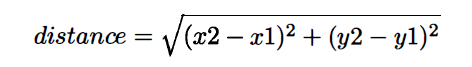 distance = √((x2 − x1)² + (y2 − y1)²)